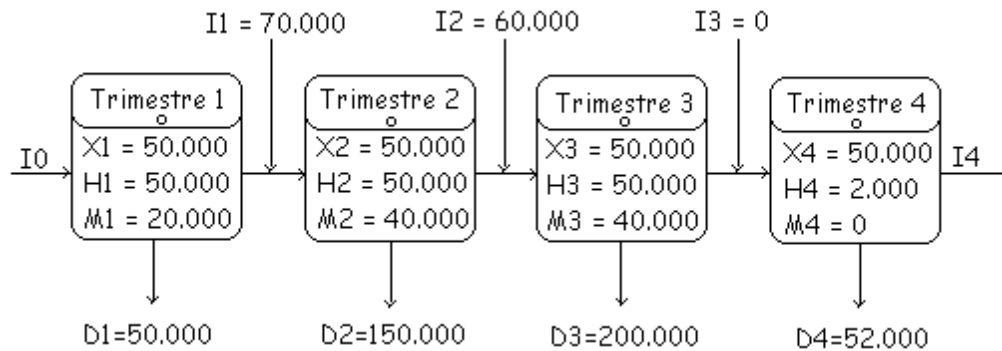 I1 = 70.000
I2 = 60.000
I3 = 0
Trimestre 1
Trimestre 2
Trimestre 3
Trimestre 4
I0
X1 = 50.000
H1 = 50.000
M1 = 20.000
X2 = 50.000
H2 = 50.000
M2 = 40.000
X3 = 50.000
H3 = 50.000
M3 = 40.000
X4 = 50.000
H4 = 2.000
M4 = 0
I4
D1=50.000
D2=150.000
D3=200.000
D4=52.000